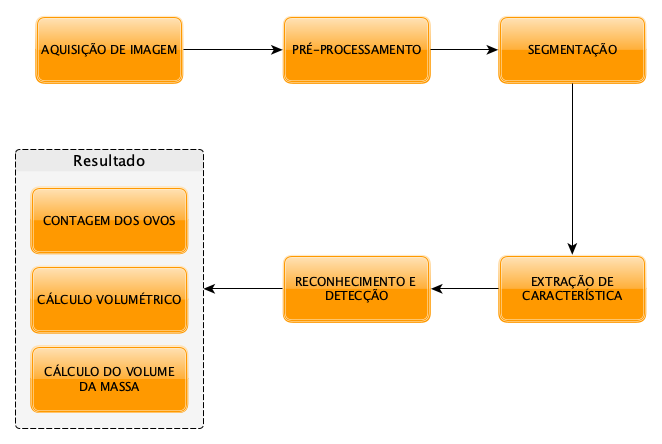 AQUISIÇÃO DE IMAGEM
PRÉ-PROCESSAMENTO
SEGMENTAÇÃO
EXTRAÇÃO DE
CARACTERÍSTICA
RECONHECIMENTO E
DETECÇÃO
Resultado
CONTAGEM DOS OVOS
CÁLCULO VOLUMÉTRICO
CÁLCULO DO VOLUME
DA MASSA